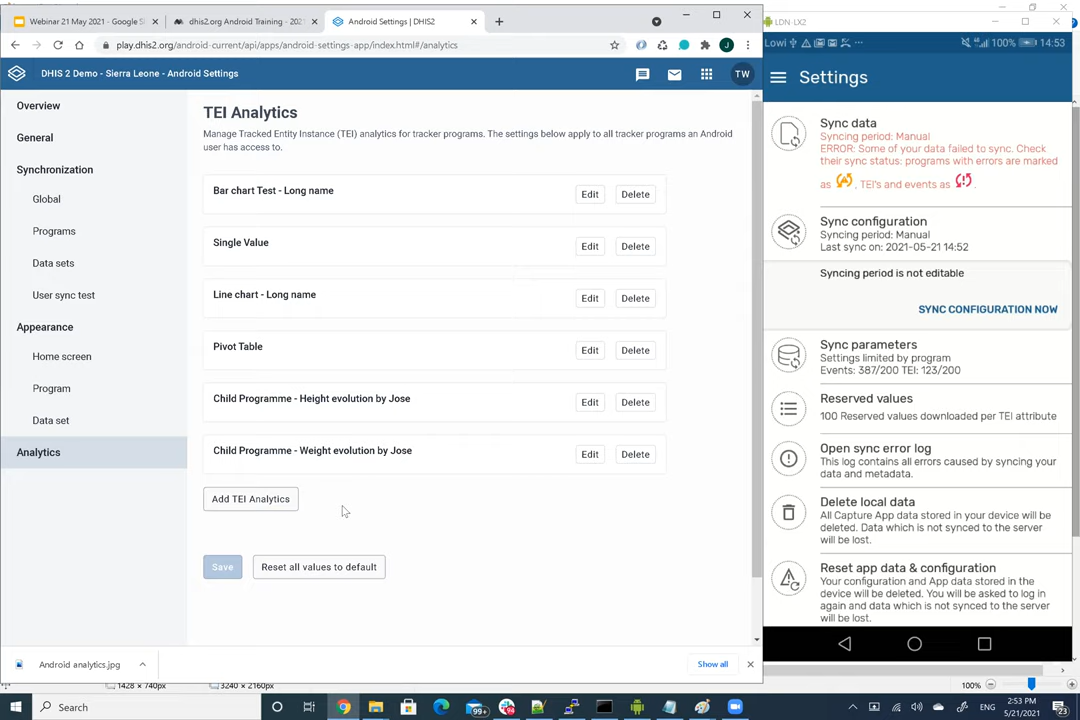 Webinar 21 May 2021 - Google Sl
dhis2.org Android Training - 2021
Android Settings | DHIS2
play.dhis2.org/android-current/api/apps/android-settings-app/index.html#/analytics
J
DHIS 2 Demo - Sierra Leone - Android Settings
TW
Overview
General
Synchronization
Global
Programs
Data sets
User sync test
Appearance
Home screen
Program
Data set
Analytics
TEI Analytics
Manage Tracked Entity Instance (TEI) analytics for tracker programs. The settings below apply to all tracker programs an Android
user has access to.
Bar chart Test - Long name
Edit
Delete
Single Value
Edit
Delete
Line chart - Long name
Edit
Delete
Pivot Table
Edit
Delete
Child Programme - Height evolution by Jose
Edit
Delete
Child Programme - Weight evolution by Jose
Edit
Delete
Add TEI Analytics
Save
Reset all values to default
Android analytics.jpg
Show all
LDN-LX2
Lowi
100%
14:53
Settings
Sync data
Syncing period: Manual
ERROR: Some of your data failed to sync. Check
their sync status: programs with errors are marked
as , TEI's and events as .
Sync configuration
Syncing period: Manual
Last sync on: 2021-05-21 14:52
Syncing period is not editable
SYNC CONFIGURATION NOW
Sync parameters
Settings limited by program
Events: 387/200 TEI: 123/200
Reserved values
100 Reserved values downloaded per TEI attribute
Open sync error log
This log contains all errors caused by syncing your
data and metadata.
Delete local data
All Capture App data stored in your device will be
deleted. Data which is not synced to the server
will be lost.
Reset app data & configuration
Your configuration and App data stored in the
device will be deleted. You will be asked to log in
again and data which is not synced to the server
will be lost.
1428 × 740px
3240 × 2160px
100%
Search
99+
ENG
2:53 PM
5/21/2021
23